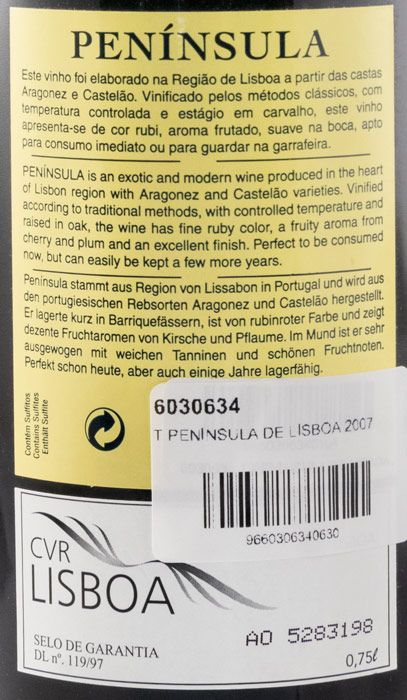 PENÍNSULA
Este vinho foi elaborado na Região de Lisboa a partir das castas
Aragonez e Castelão. Vinificado pelos métodos clássicos, com
temperatura controlada e estágio em carvalho, este vinho
apresenta-se de cor rubi, aroma frutado, suave na boca, apto
para consumo imediato ou para guardar na garrafeira.
PENÍNSULA is an exotic and modern wine produced in the heart
of Lisbon region with Aragonez and Castelão varieties. Vinified
according to traditional methods, with controlled temperature and
raised in oak, the wine has fine ruby color, a fruity aroma from
cherry and plum and an excellent finish. Perfect to be consumed
now, but can easily be kept a few more years.
Península stammt aus Region von Lissabon in Portugal und wird aus
den portugiesischen Rebsorten Aragonez und Castelão hergestellt.
Er lagerte kurz in Barriquefässern, ist von rubinroter Farbe und zeigt
dezente Fruchtaromen von Kirsche und Pflaume. Im Mund ist er sehr
ausgewogen mit weichen Tanninen und schönen Fruchtnoten.
Perfekt schon heute, aber auch einige Jahre lagerfähig.
Contém Sulfitos
Contains Sulfites
Enthält Sulfite
6030634
T PENÍNSULA DE LISBOA 2007
9660306340630
CVR
LISBOA
SELO DE GARANTIA
DL nº. 119/97
AO 5283198
0,75ℓ